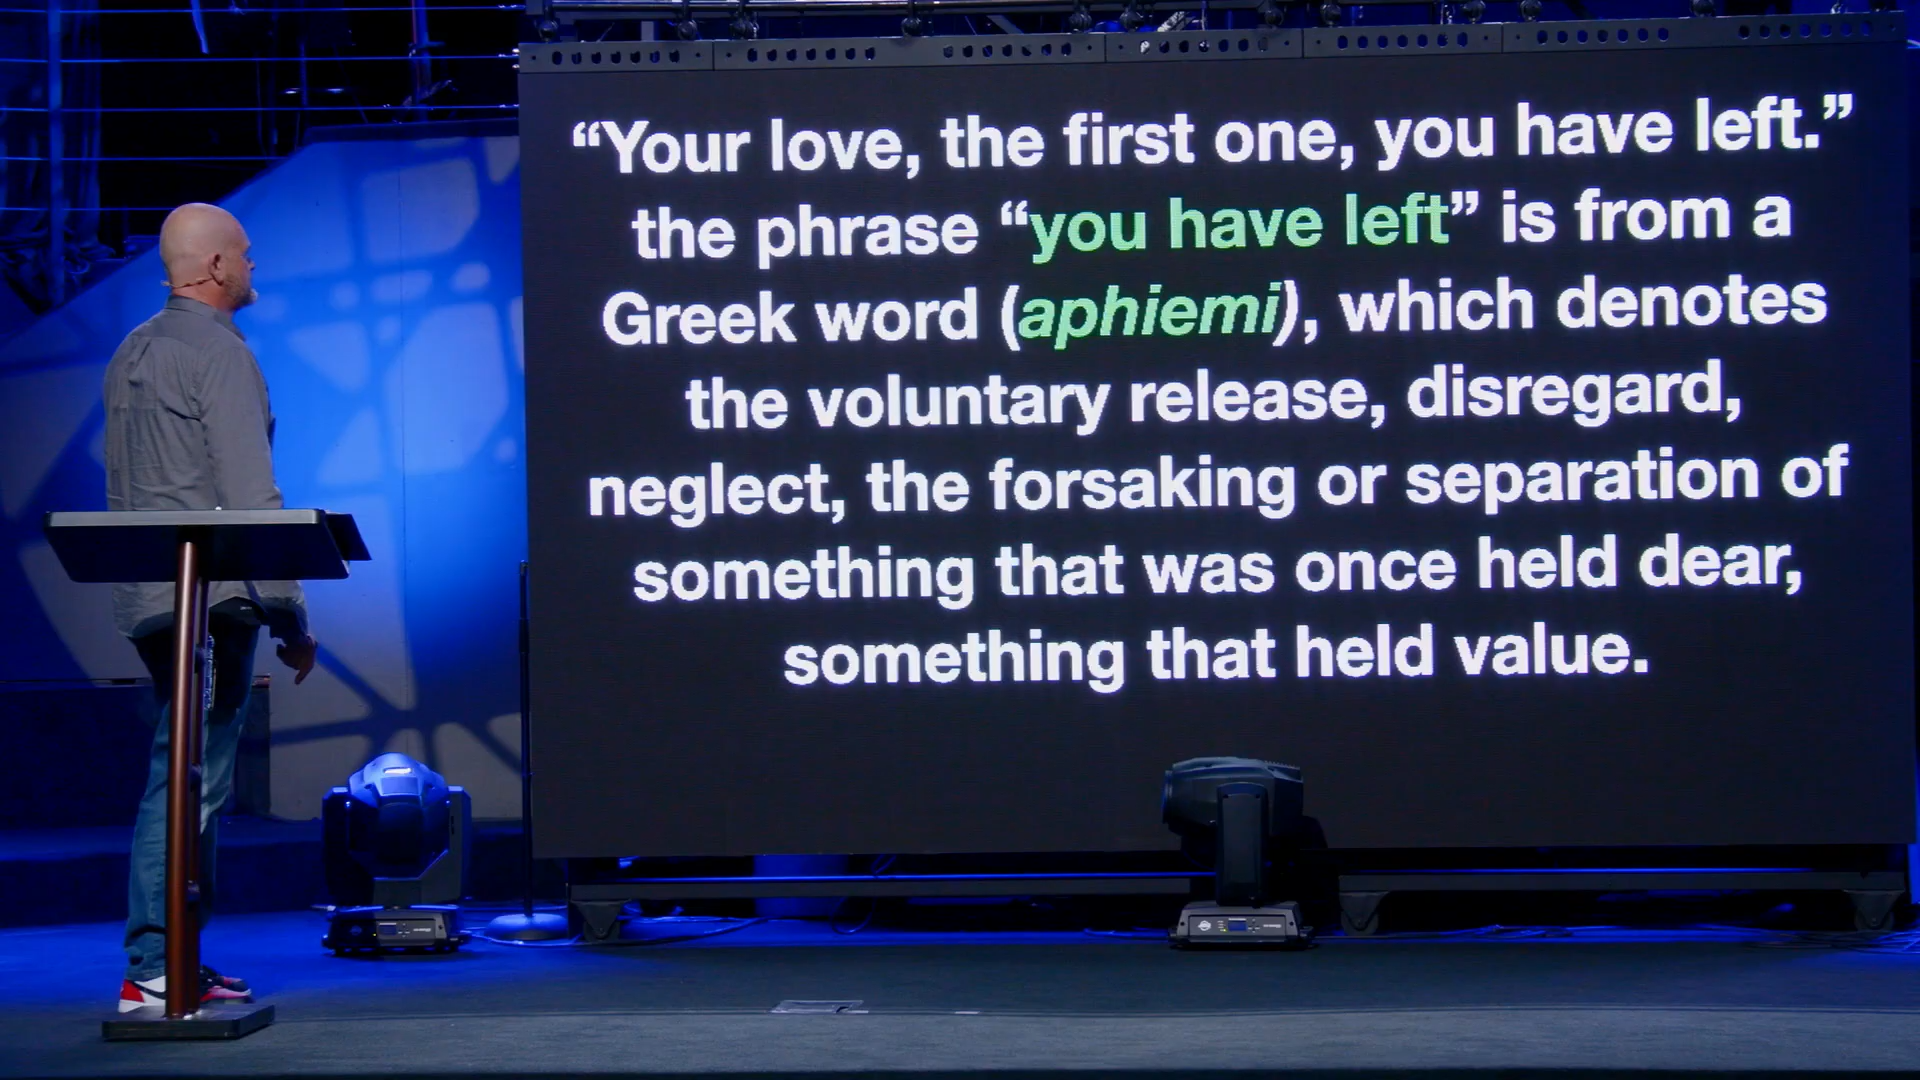 “Your love, the first one, you have left.”
the phrase “you have left” is from a
Greek word (aphiemi), which denotes
the voluntary release, disregard,
neglect, the forsaking or separation of
something that was once held dear,
something that held value.